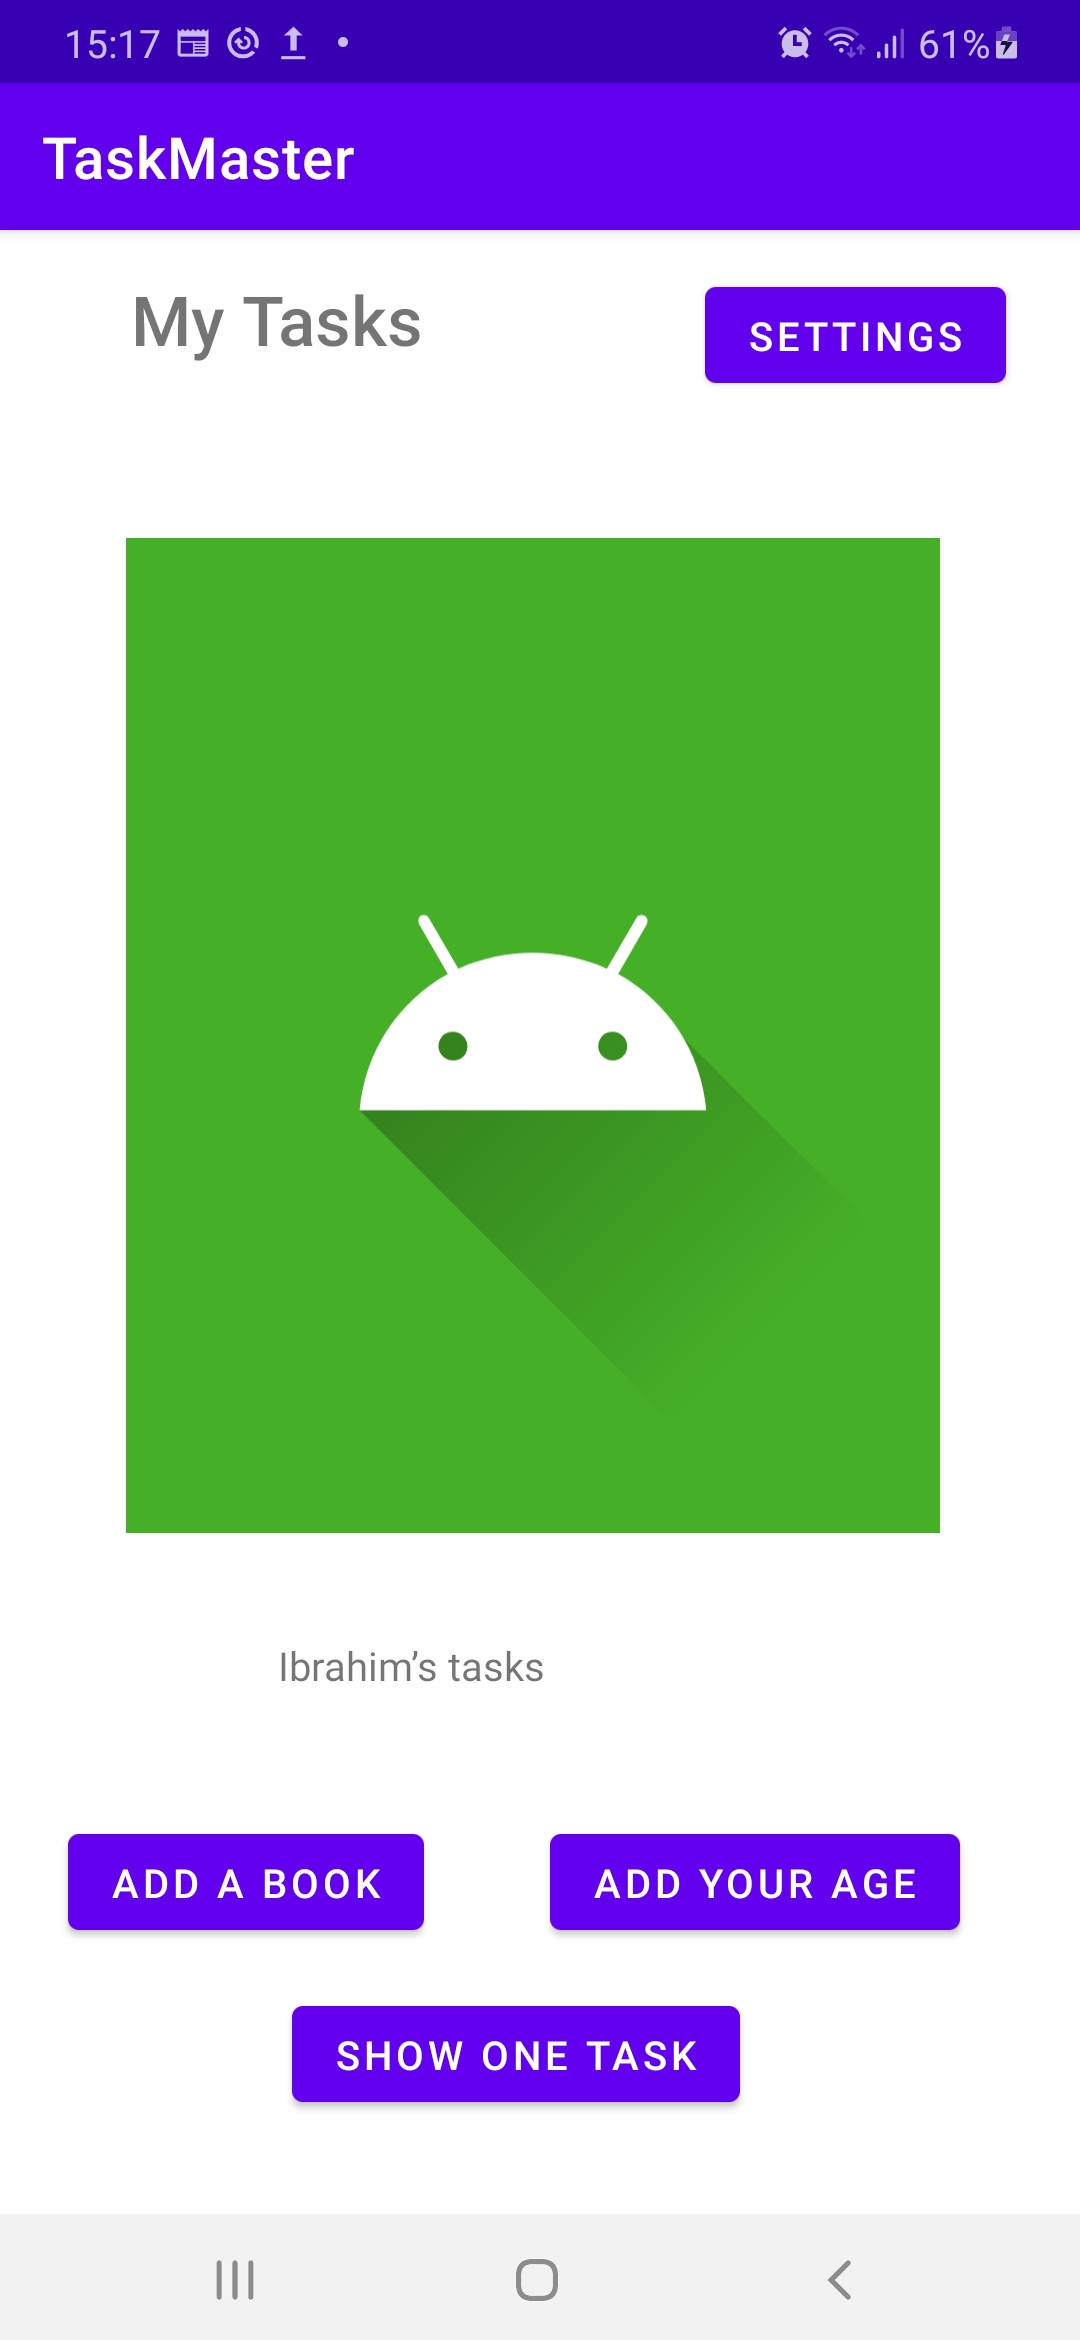 15:17 61%
TaskMaster
My Tasks
SETTINGS
Ibrahim’s tasks
ADD A BOOK ADD YOUR AGE
SHOW ONE TASK